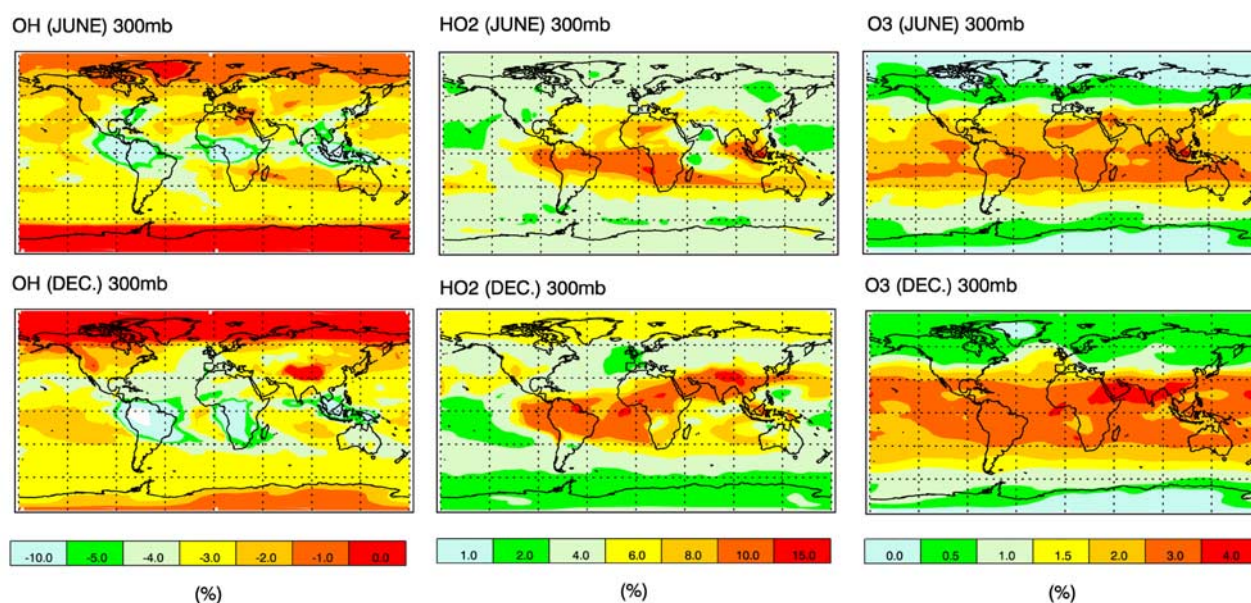 OH (JUNE) 300mb
HO2 (JUNE) 300mb
O3 (JUNE) 300mb
OH (DEC.) 300mb
HO2 (DEC.) 300mb
O3 (DEC.) 300mb
-10.0 -5.0 -4.0 -3.0 -2.0 -1.0 0.0
1.0 2.0 4.0 6.0 8.0 10.0 15.0
0.0 0.5 1.0 1.5 2.0 3.0 4.0
(%)
(%)
(%)